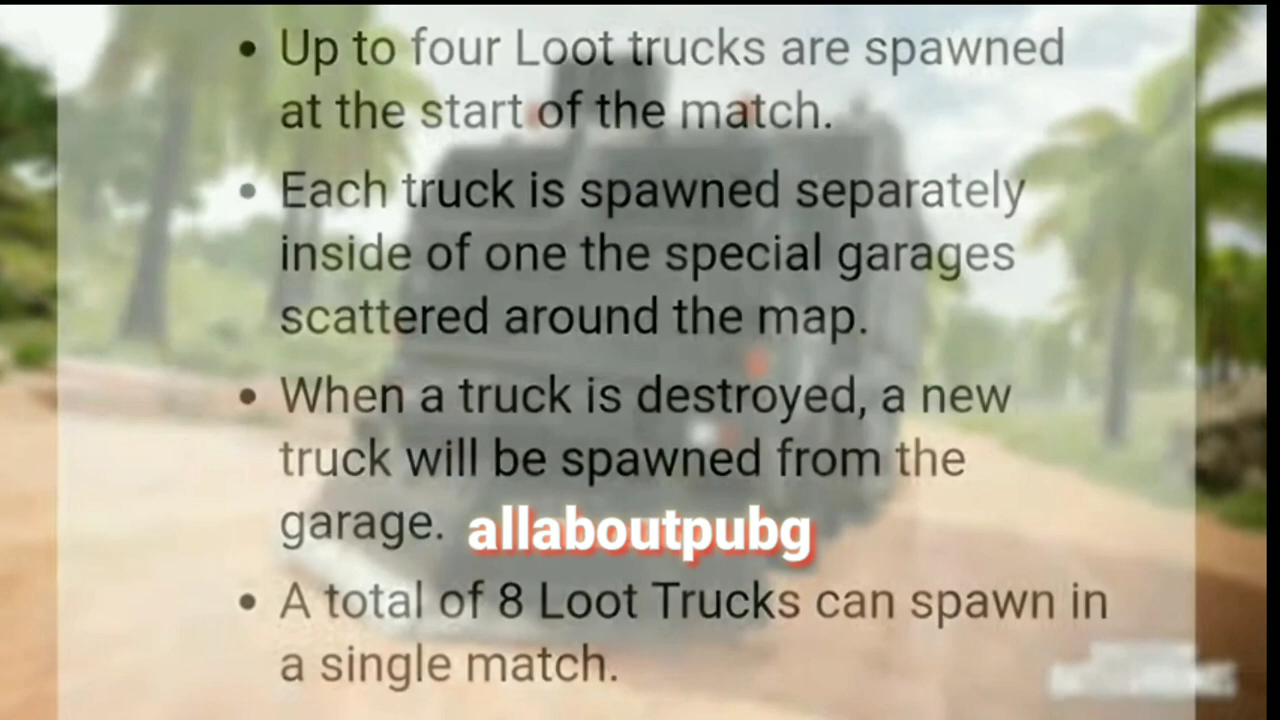 • Up to four Loot trucks are spawned
at the start of the match.
• Each truck is spawned separately
inside of one the special garages
scattered around the map.
• When a truck is destroyed, a new
truck will be spawned from the
garage. allaboutpubg
• A total of 8 Loot Trucks can spawn in
a single match.